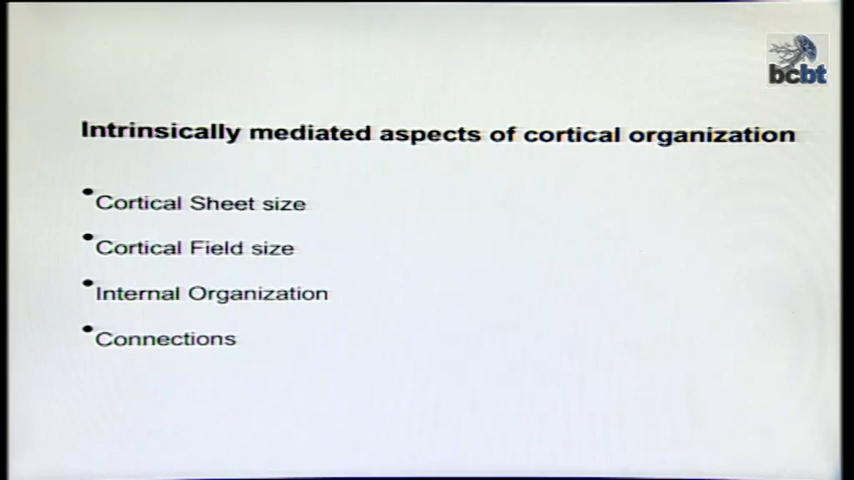 bcbt
Intrinsically mediated aspects of cortical organization
• Cortical Sheet size
• Cortical Field size
• Internal Organization
• Connections